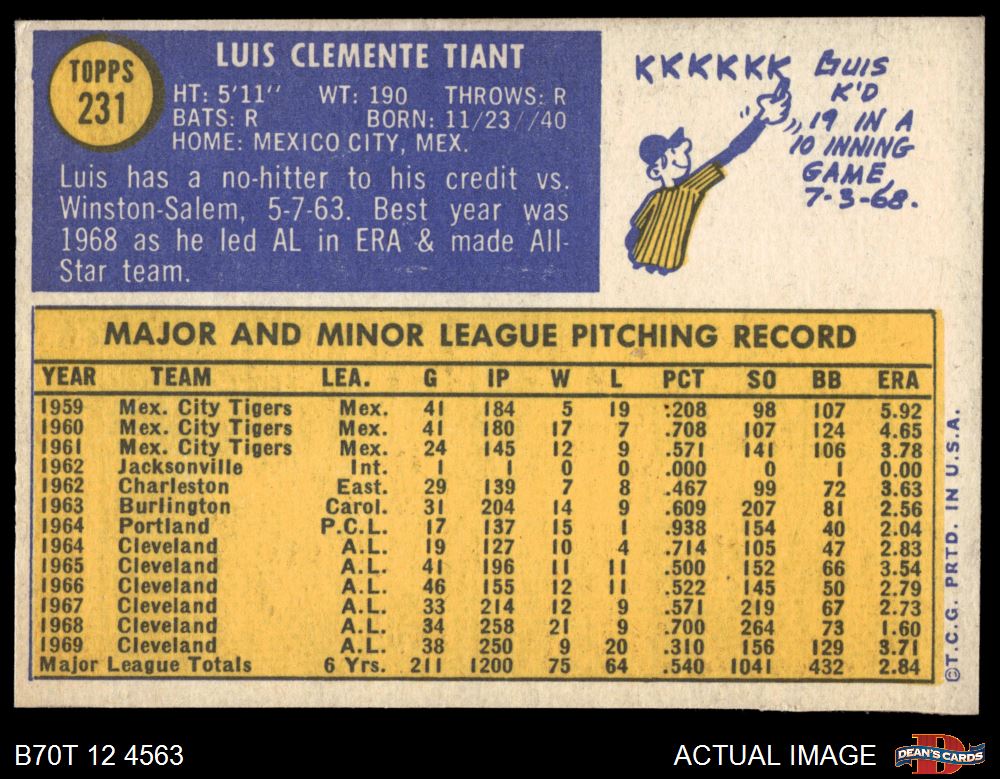 TOPPS
231
LUIS CLEMENTE TIANT
HT: 5'11" WT: 190 THROWS: R
BATS: R BORN: 11/23//40
HOME: MEXICO CITY, MEX.
Luis has a no-hitter to his credit vs.
Winston-Salem, 5-7-63. Best year was
1968 as he led AL in ERA & made All-
Star team.
KKKKKK
LUIS
K'D
19 IN A
10 INNING
GAME,
7-3-68.
MAJOR AND MINOR LEAGUE PITCHING RECORD
YEAR TEAM LEA. G IP W L PCT SO BB ERA
1959 Mex. City Tigers Mex. 41 184 5 19 .208 98 107 5.92
1960 Mex. City Tigers Mex. 41 180 17 7 .708 107 124 4.65
1961 Mex. City Tigers Mex. 24 145 12 9 .571 141 106 3.78
1962 Jacksonville Int. 1 1 0 0 .000 0 1 0.00
1962 Charleston East. 29 139 7 8 .467 99 72 3.63
1963 Burlington Carol. 31 204 14 9 .609 207 81 2.56
1964 Portland P.C.L. 17 137 15 1 .938 154 40 2.04
1964 Cleveland A.L. 19 127 10 4 .714 105 47 2.83
1965 Cleveland A.L. 41 196 11 11 .500 152 66 3.54
1966 Cleveland A.L. 46 155 12 11 .522 145 50 2.79
1967 Cleveland A.L. 33 214 12 9 .571 219 67 2.73
1968 Cleveland A.L. 34 258 21 9 .700 264 73 1.60
1969 Cleveland A.L. 38 250 9 20 .310 156 129 3.71
Major League Totals 6 Yrs. 211 1200 75 64 .540 1041 432 2.84
©T.C.G. PRTD. IN U.S.A.
B70T 12 4563
ACTUAL IMAGE
DEAN'S CARDS